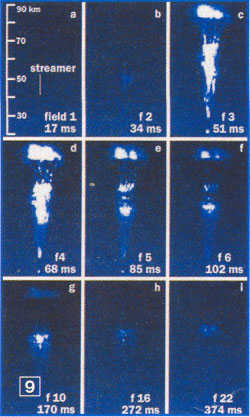 90 km
70
50
30
streamer
a
field 1
17 ms
b
f 2
34 ms
c
f 3
51 ms
d
f4
68 ms
e
f 5
85 ms
f
f 6
102 ms
g
9
f 10
170 ms
h
f 16
272 ms
i
f 22
374 ms